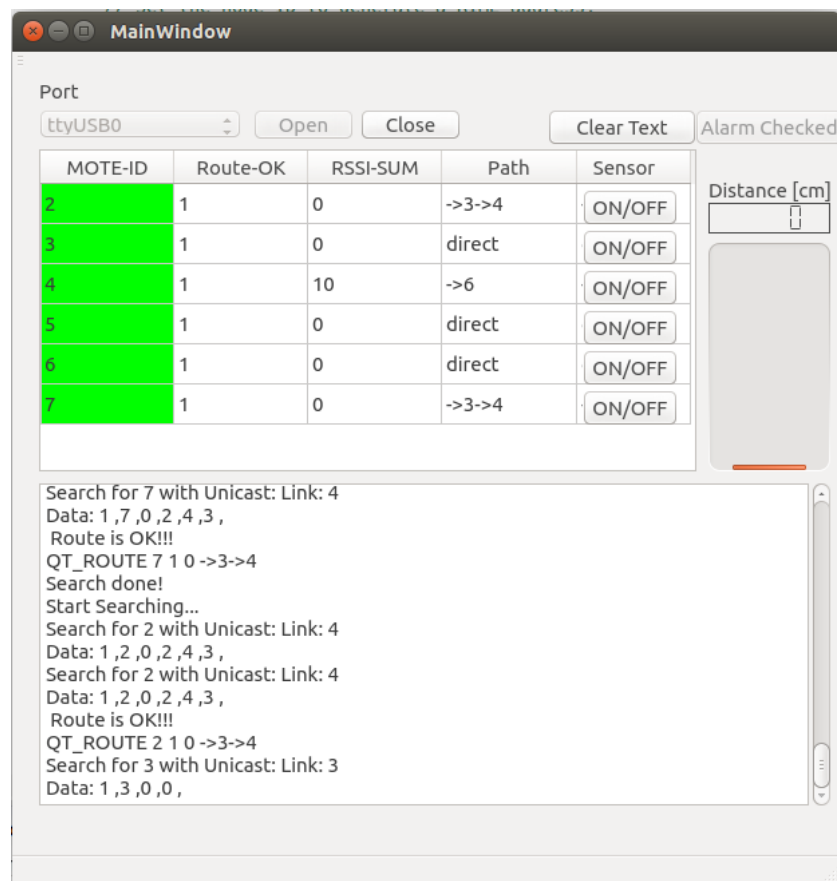 MainWindow
Port
ttyUSB0 Open Close Clear Text Alarm Checked
MOTE-ID Route-OK RSSI-SUM Path Sensor
Distance [cm]
0
2 1 0 ->3->4 ON/OFF
3 1 0 direct ON/OFF
4 1 10 ->6 ON/OFF
5 1 0 direct ON/OFF
6 1 0 direct ON/OFF
7 1 0 ->3->4 ON/OFF
Search for 7 with Unicast: Link: 4
Data: 1 ,7 ,0 ,2 ,4 ,3 ,
Route is OK!!!
QT_ROUTE 7 1 0 ->3->4
Search done!
Start Searching...
Search for 2 with Unicast: Link: 4
Data: 1 ,2 ,0 ,2 ,4 ,3 ,
Search for 2 with Unicast: Link: 4
Data: 1 ,2 ,0 ,2 ,4 ,3 ,
Route is OK!!!
QT_ROUTE 2 1 0 ->3->4
Search for 3 with Unicast: Link: 3
Data: 1 ,3 ,0 ,0 ,